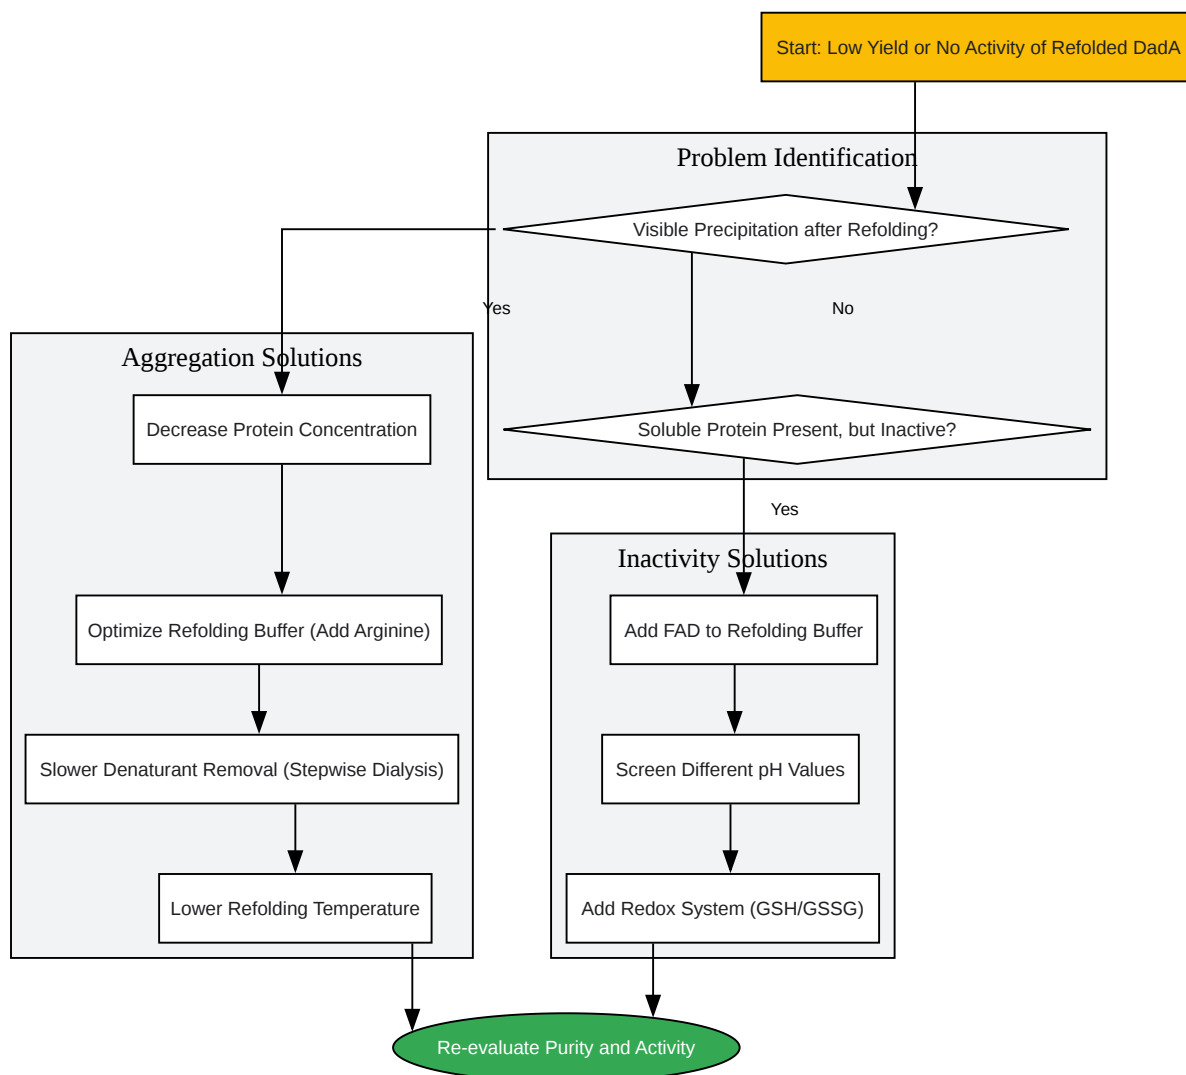 Start: Low Yield or No Activity of Refolded DadA
Problem Identification
Visible Precipitation after Refolding?
Yes
No
Aggregation Solutions
Decrease Protein Concentration
Soluble Protein Present, but Inactive?
Yes
Inactivity Solutions
Optimize Refolding Buffer (Add Arginine)
Add FAD to Refolding Buffer
Slower Denaturant Removal (Stepwise Dialysis)
Screen Different pH Values
Lower Refolding Temperature
Add Redox System (GSH/GSSG)
Re-evaluate Purity and Activity